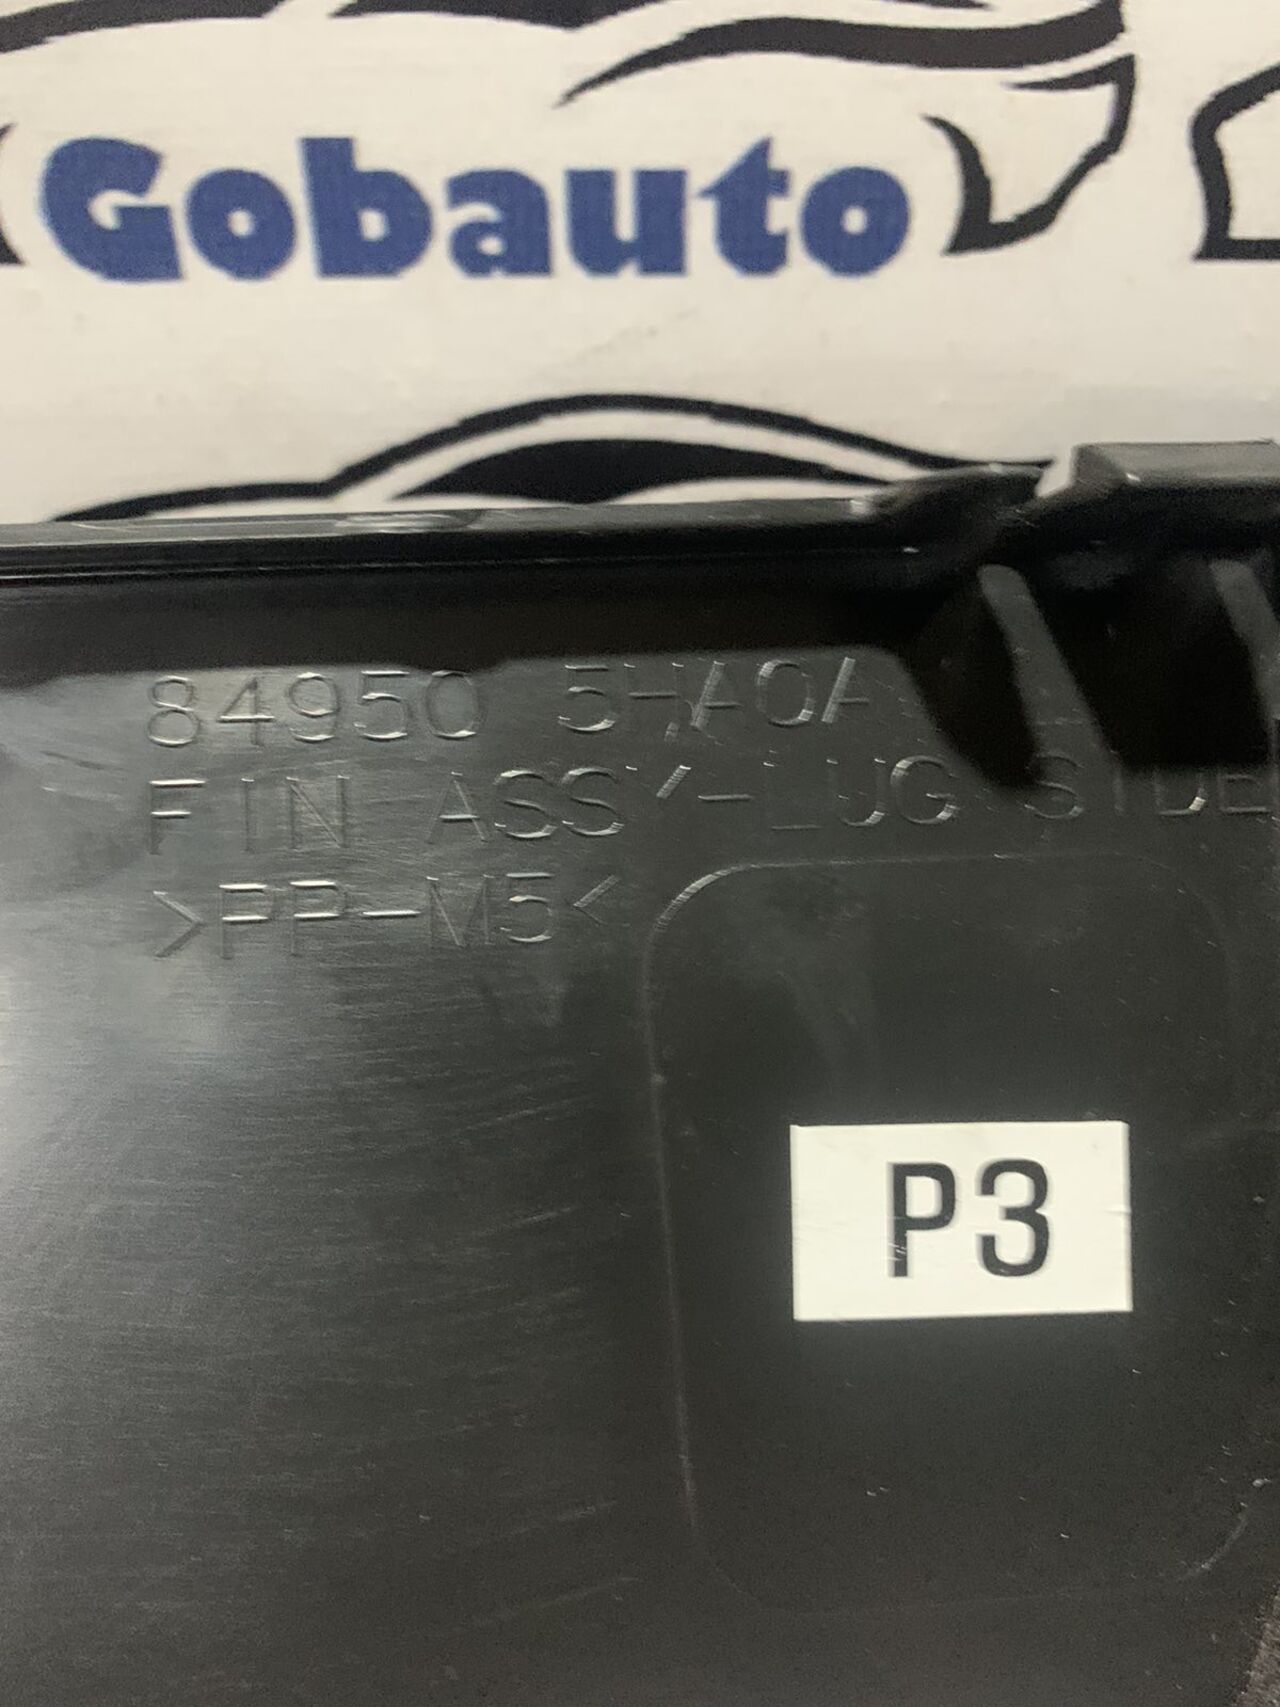 Gobauto
84950 5HA0A
FIN ASSY-LUG SIDE
>PP-M5<
P3